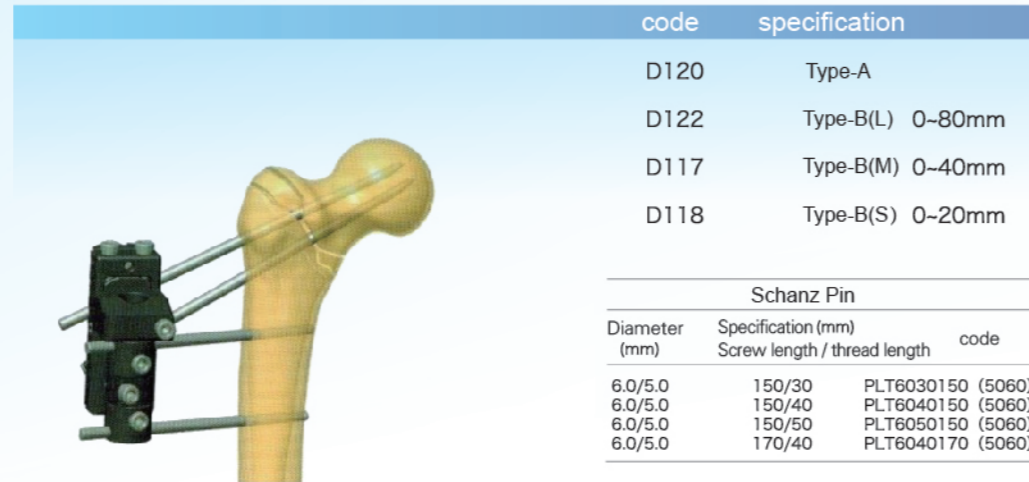 code specification
D120 Type-A
D122 Type-B(L) 0~80mm
D117 Type-B(M) 0~40mm
D118 Type-B(S) 0~20mm
Schanz Pin
Diameter (mm) Specification (mm) Screw length / thread length code
6.0/5.0 150/30 PLT6030150 (5060)
6.0/5.0 150/40 PLT6040150 (5060)
6.0/5.0 150/50 PLT6050150 (5060)
6.0/5.0 170/40 PLT6040170 (5060)